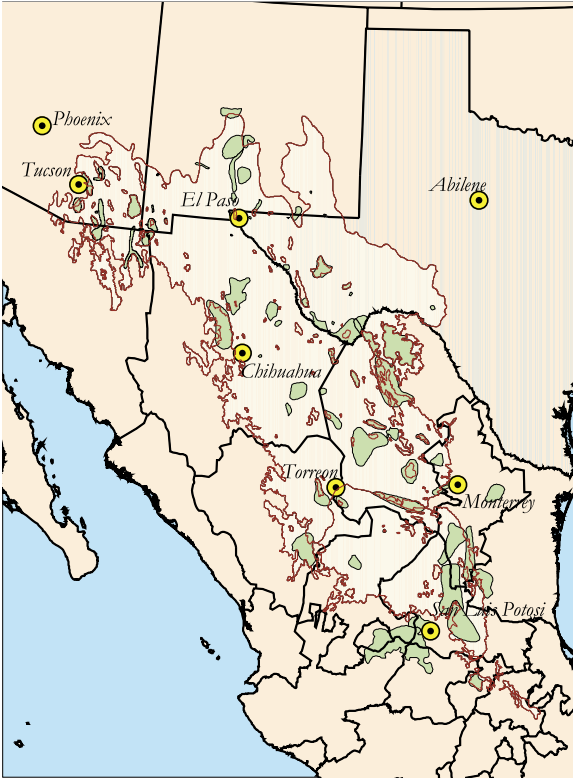 Phoenix
Tucson
Abilene
El Paso
Chihuahua
Torreon
Monterrey
San Luis Potosi